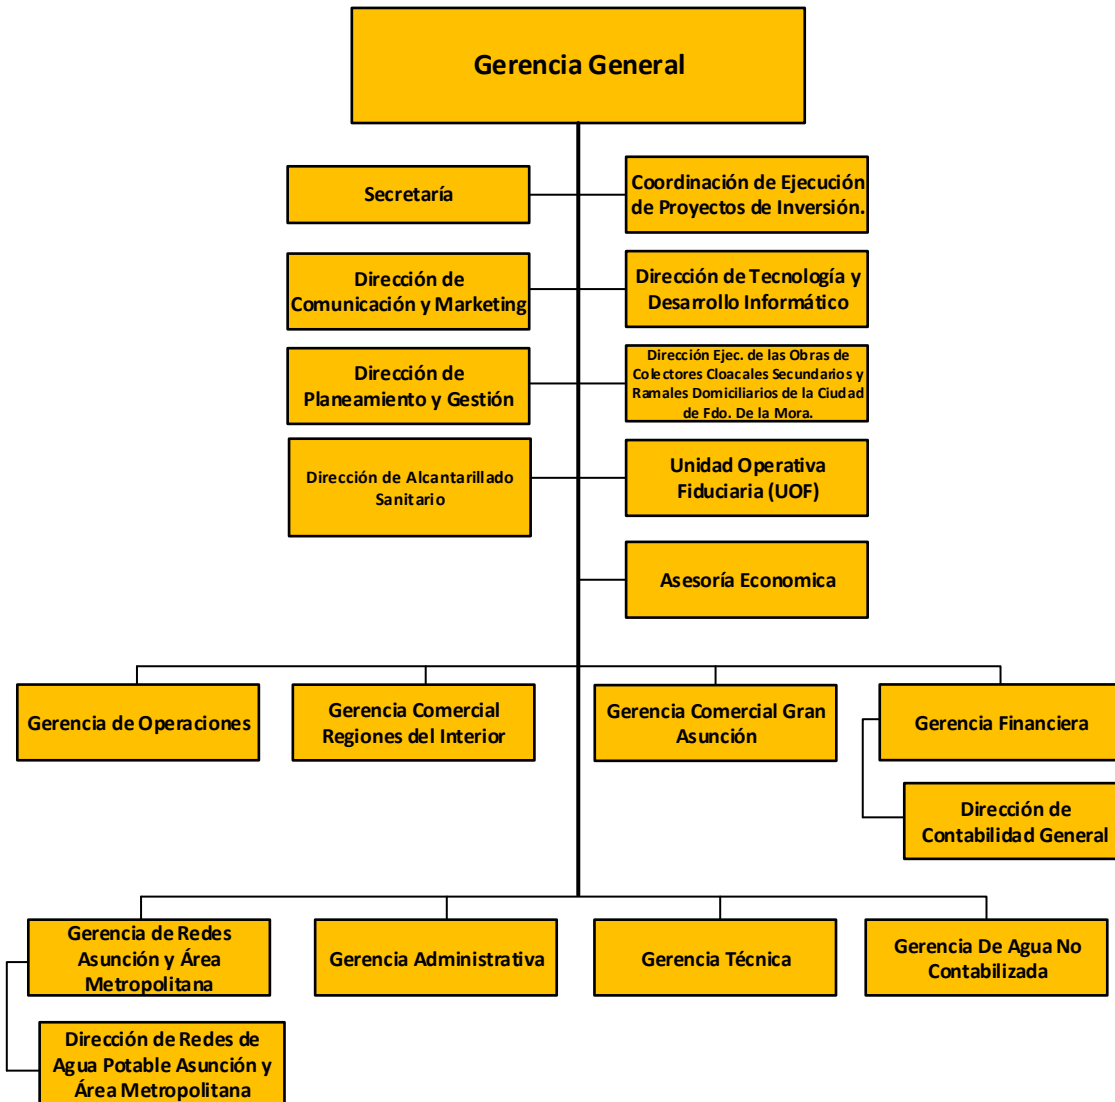 Gerencia General
Secretaría
Coordinación de Ejecución
de Proyectos de Inversión.
Dirección de
Comunicación y Marketing
Dirección de Tecnología y
Desarrollo Informático
Dirección de
Planeamiento y Gestión
Dirección Ejec. de las Obras de
Colectores Cloacales Secundarios y
Ramales Domiciliarios de la Ciudad
de Fdo. De la Mora.
Dirección de Alcantarillado
Sanitario
Unidad Operativa
Fiduciaria (UOF)
Asesoría Economica
Gerencia de Operaciones
Gerencia Comercial
Regiones del Interior
Gerencia Comercial Gran
Asunción
Gerencia Financiera
Dirección de
Contabilidad General
Gerencia de Redes
Asunción y Área
Metropolitana
Gerencia Administrativa
Gerencia Técnica
Gerencia De Agua No
Contabilizada
Dirección de Redes de
Agua Potable Asunción y
Área Metropolitana